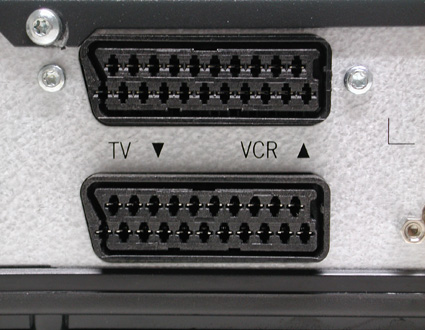 TV ▼ VCR ▲